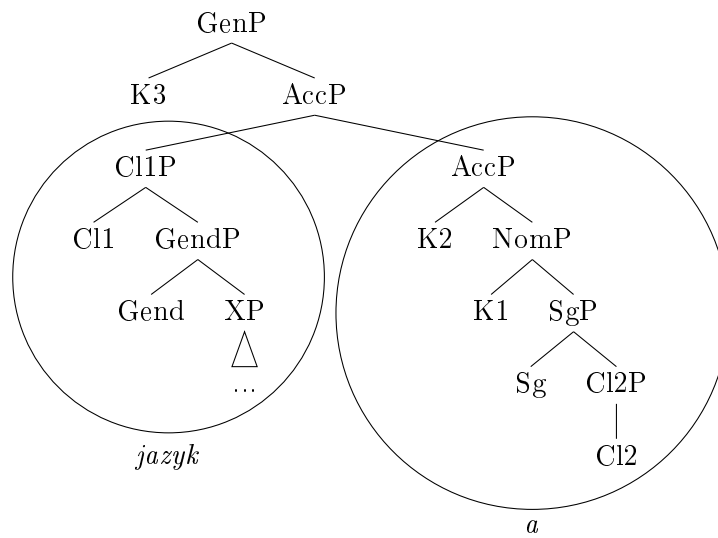 GenP
K3 AccP
Cl1P AccP
Cl1 GendP K2 NomP
Gend XP K1 SgP
... Sg Cl2P
jazyk Cl2
a